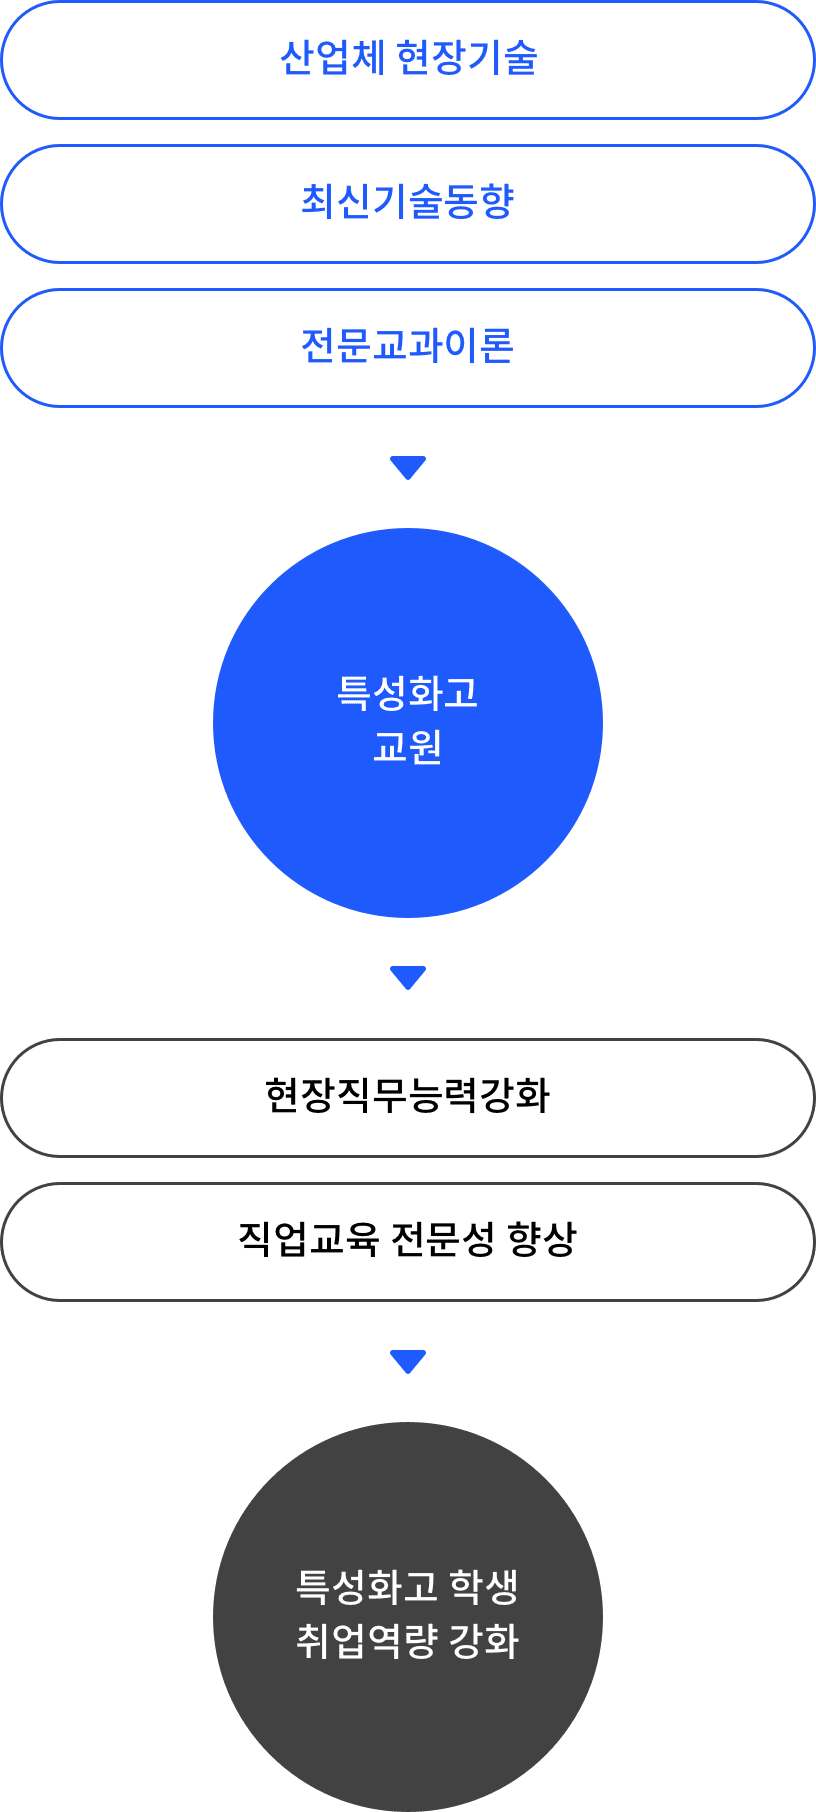 산업체 현장기술
최신기술동향
전문교과이론
특성화고
교원
현장직무능력강화
직업교육 전문성 향상
특성화고 학생
취업역량 강화